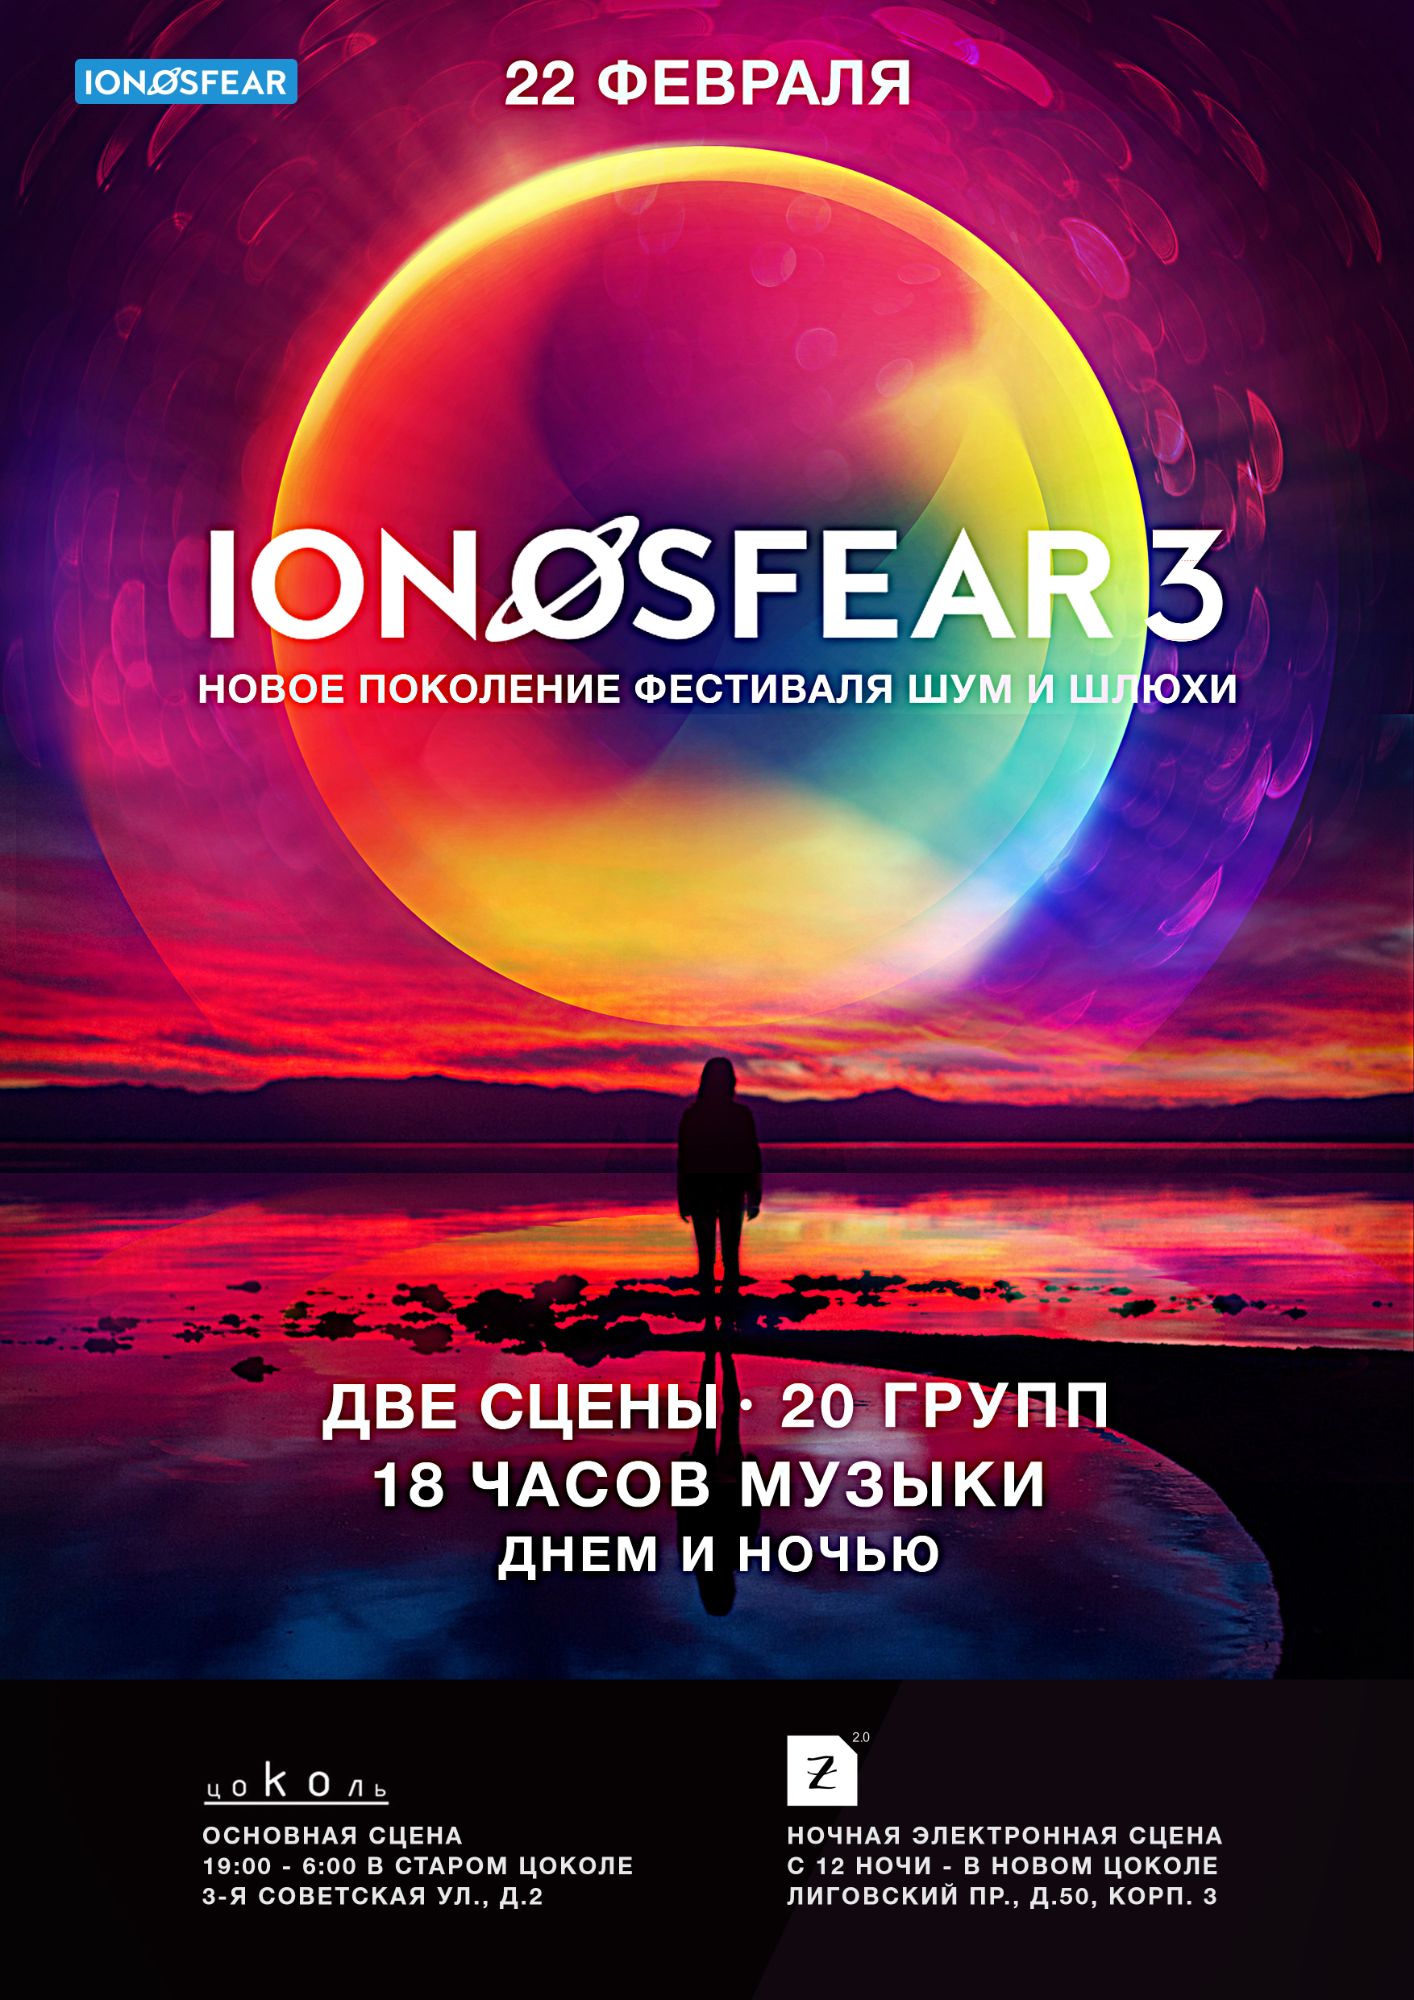 IONØSFEAR
22 ФЕВРАЛЯ
IONØSFEAR 3
НОВОЕ ПОКОЛЕНИЕ ФЕСТИВАЛЯ ШУМ И ШЛЮХИ
ДВЕ СЦЕНЫ · 20 ГРУПП
18 ЧАСОВ МУЗЫКИ
ДНЕМ И НОЧЬЮ
цоколь
ОСНОВНАЯ СЦЕНА
19:00 - 6:00 В СТАРОМ ЦОКОЛЕ
3-Я СОВЕТСКАЯ УЛ., Д.2
Z 2.0
НОЧНАЯ ЭЛЕКТРОННАЯ СЦЕНА
С 12 НОЧИ - В НОВОМ ЦОКОЛЕ
ЛИГОВСКИЙ ПР., Д.50, КОРП. 3